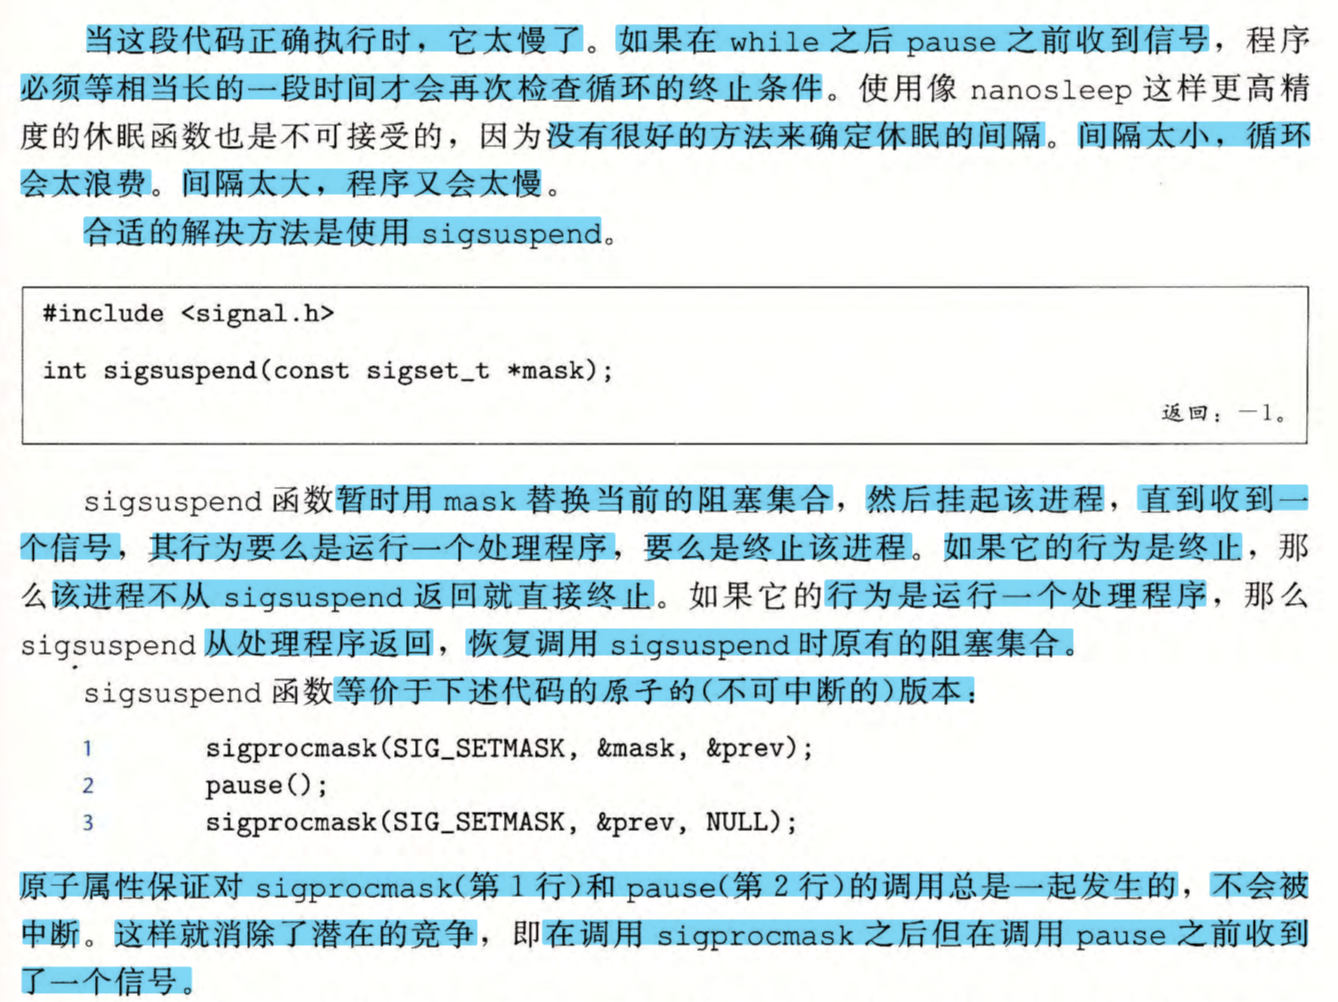 当这段代码正确执行时，它太慢了。如果在 while 之后 pause 之前收到信号，程序
必须等相当长的一段时间才会再次检查循环的终止条件。使用像 nanosleep 这样更高精
度的休眠函数也是不可接受的，因为没有很好的方法来确定休眠的间隔。间隔太小，循环
会太浪费。间隔太大，程序又会太慢。
合适的解决方法是使用 sigsuspend。
#include <signal.h>
int sigsuspend(const sigset_t *mask);
返回：－1。
sigsuspend 函数暂时用 mask 替换当前的阻塞集合，然后挂起该进程，直到收到一
个信号，其行为要么是运行一个处理程序，要么是终止该进程。如果它的行为是终止，那
么该进程不从 sigsuspend 返回就直接终止。如果它的行为是运行一个处理程序，那么
sigsuspend 从处理程序返回，恢复调用 sigsuspend 时原有的阻塞集合。
sigsuspend 函数等价于下述代码的原子的(不可中断的)版本：
1 sigprocmask(SIG_SETMASK, &mask, &prev);
2 pause();
3 sigprocmask(SIG_SETMASK, &prev, NULL);
原子属性保证对 sigprocmask(第 1 行)和 pause(第 2 行)的调用总是一起发生的，不会被
中断。这样就消除了潜在的竞争，即在调用 sigprocmask 之后但在调用 pause 之前收到
了一个信号。